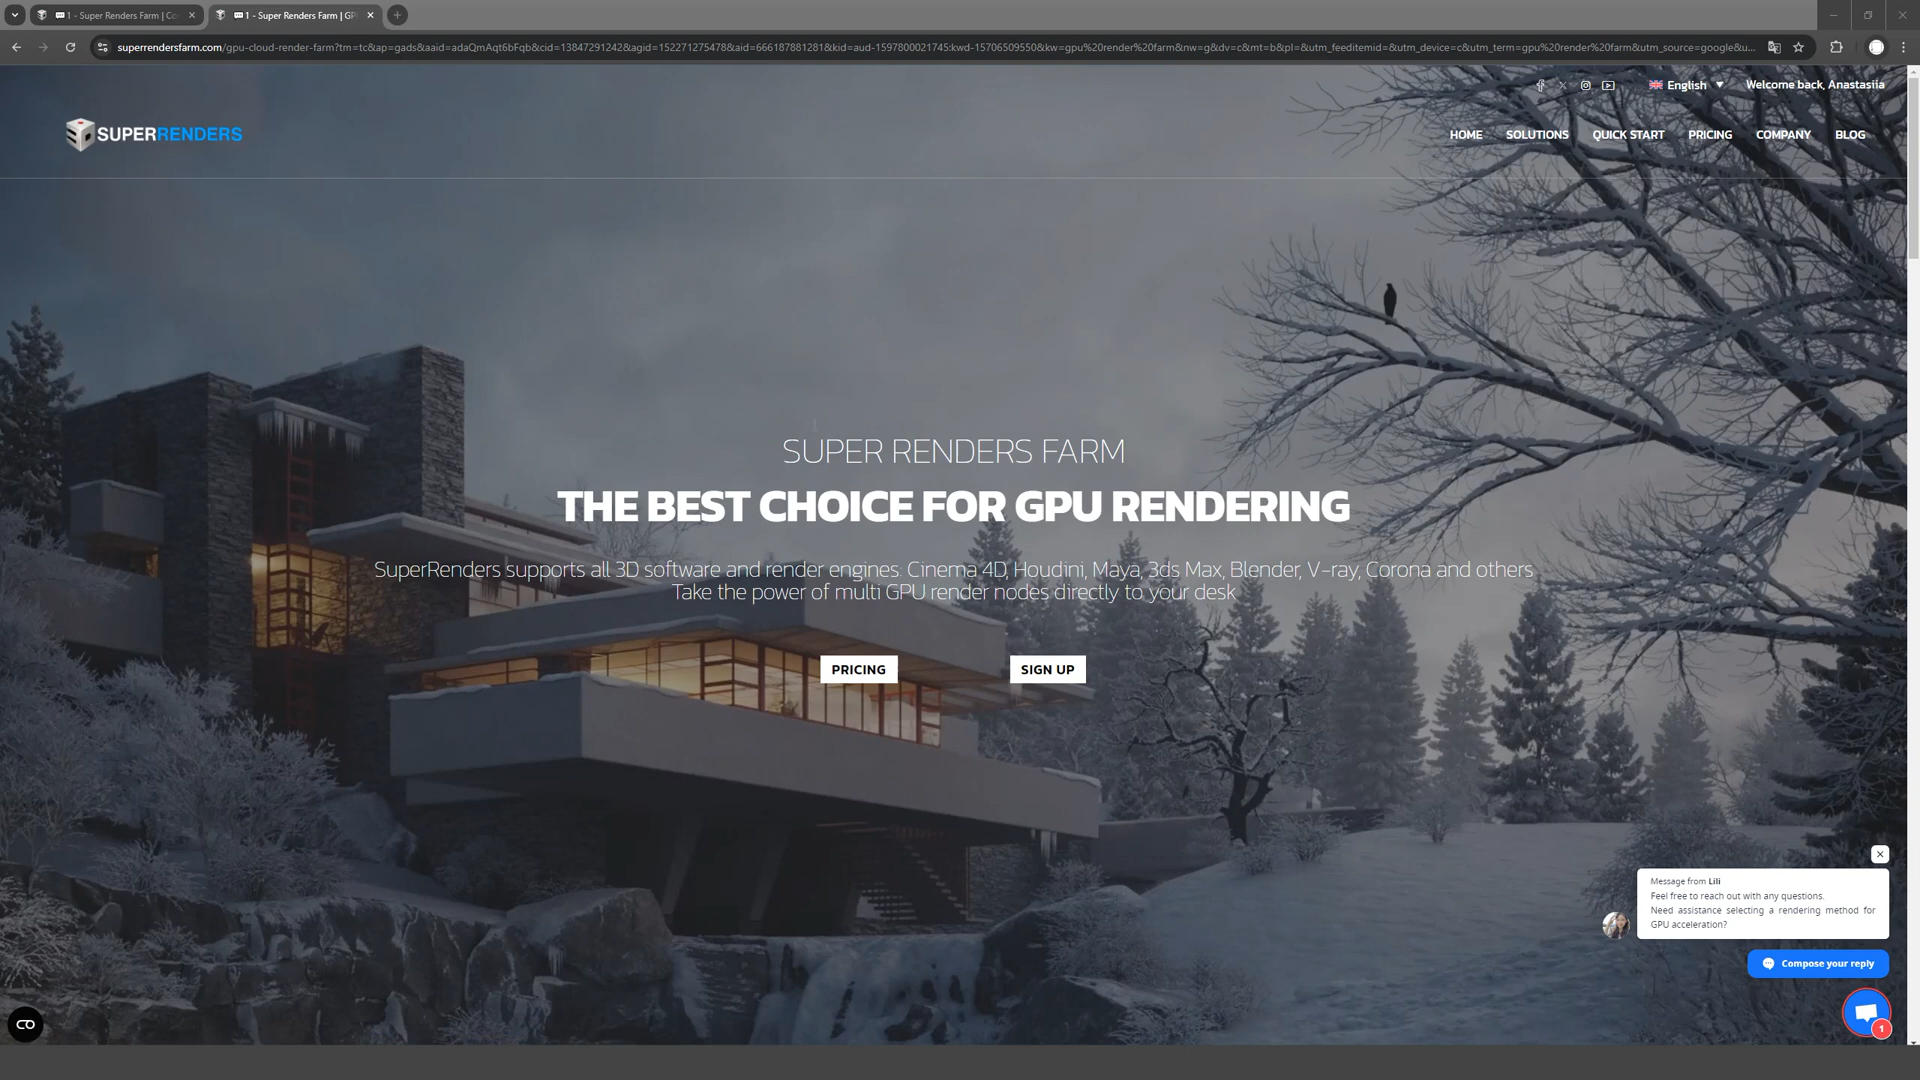 1 - Super Renders Farm | Co
1 - Super Renders Farm | GP
superrendersfarm.com/gpu-cloud-render-farm?tm=tc&ap=gads&aaid=adaQmAqt6bFqb&cid=13847291242&agid=152271275478&aid=666187881281&kid=aud-1597800021745:kwd-15706509550&kw=gpu%20render%20farm&nw=g&dv=c&mt=b&pl=&utm_feeditemid=&utm_device=c&utm_term=gpu%20render%20farm&utm_source=google&u...
English
Welcome back, Anastasiia
SUPERRENDERS
HOME SOLUTIONS QUICK START PRICING COMPANY BLOG
SUPER RENDERS FARM
THE BEST CHOICE FOR GPU RENDERING
SuperRenders supports all 3D software and render engines: Cinema 4D, Houdini, Maya, 3ds Max, Blender, V-ray, Corona and others
Take the power of multi GPU render nodes directly to your desk
PRICING SIGN UP
Message from Lili
Feel free to reach out with any questions.
Need assistance selecting a rendering method for
GPU acceleration?
Compose your reply
1